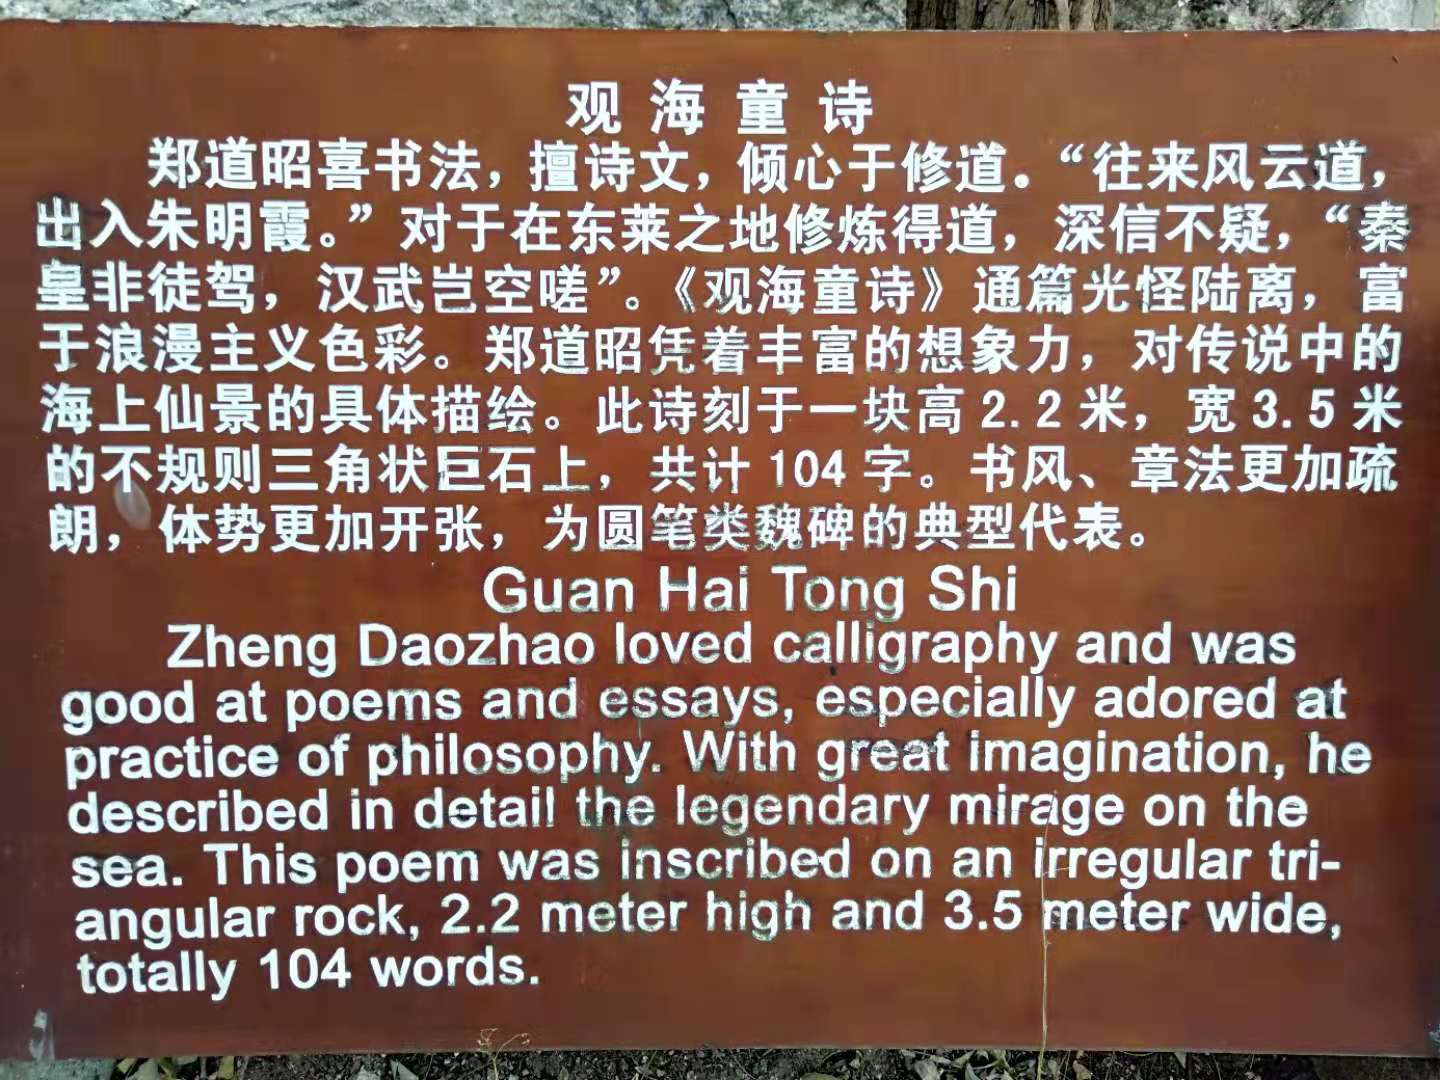 观海童诗
郑道昭喜书法，擅诗文，倾心于修道。“往来风云道，
出入朱明霞。”对于在东莱之地修炼得道，深信不疑，“秦
皇非徒驾，汉武岂空嗟”。《观海童诗》通篇光怪陆离，富
于浪漫主义色彩。郑道昭凭着丰富的想象力，对传说中的
海上仙景的具体描绘。此诗刻于一块高2.2米，宽3.5米
的不规则三角状巨石上，共计104字。书风、章法更加疏
朗，体势更加开张，为圆笔类魏碑的典型代表。
Guan Hai Tong Shi
Zheng Daozhao loved calligraphy and was
good at poems and essays, especially adored at
practice of philosophy. With great imagination, he
described in detail the legendary mirage on the
sea. This poem was inscribed on an irregular tri-
angular rock, 2.2 meter high and 3.5 meter wide,
totally 104 words.